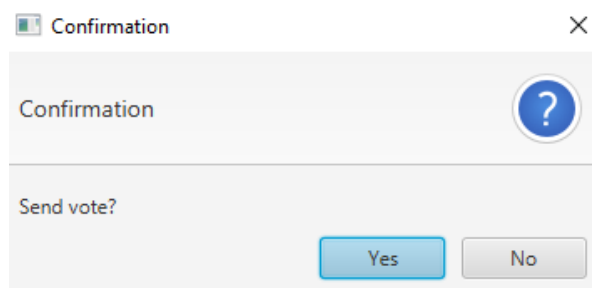 Confirmation
Confirmation
?
Send vote?
Yes No